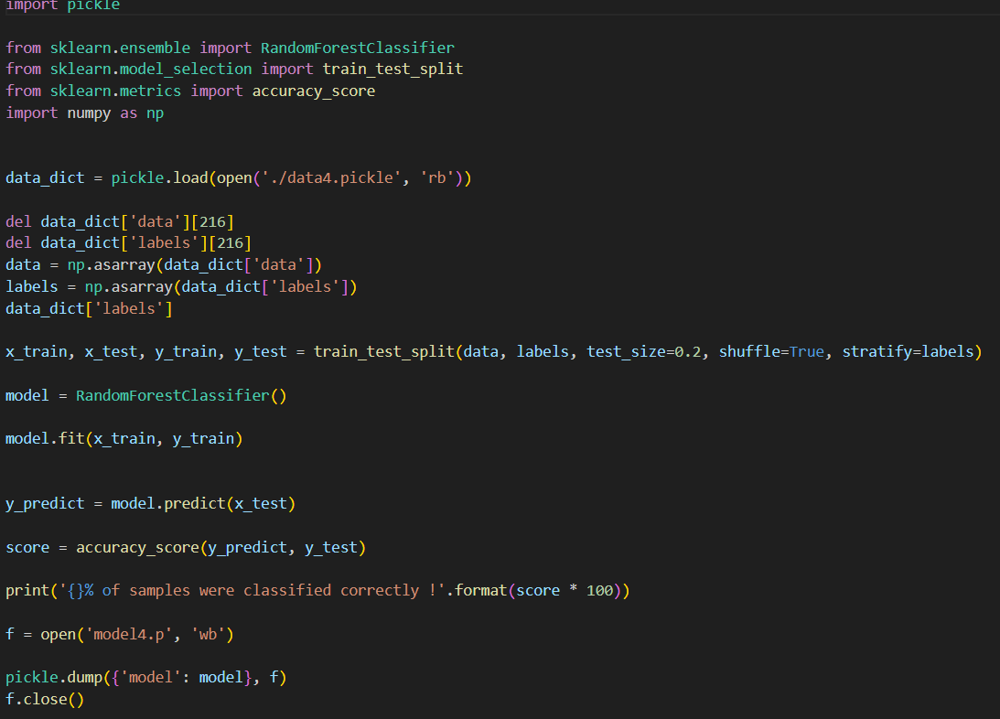 import pickle
from sklearn.ensemble import RandomForestClassifier
from sklearn.model_selection import train_test_split
from sklearn.metrics import accuracy_score
import numpy as np
data_dict = pickle.load(open('./data4.pickle', 'rb'))
del data_dict['data'][216]
del data_dict['labels'][216]
data = np.asarray(data_dict['data'])
labels = np.asarray(data_dict['labels'])
data_dict['labels']
x_train, x_test, y_train, y_test = train_test_split(data, labels, test_size=0.2, shuffle=True, stratify=labels)
model = RandomForestClassifier()
model.fit(x_train, y_train)
y_predict = model.predict(x_test)
score = accuracy_score(y_predict, y_test)
print('{}% of samples were classified correctly !'.format(score * 100))
f = open('model4.p', 'wb')
pickle.dump({'model': model}, f)
f.close()